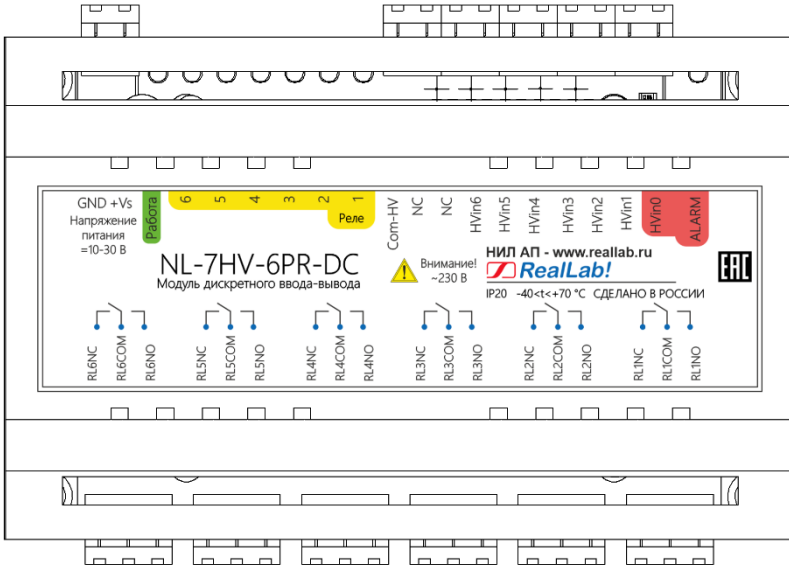 GND +Vs
Напряжение
питания
=10-30 В
Работа
6
5
4
3
2
1
Реле
Com-HV
NC
NC
HVin6
HVin5
HVin4
HVin3
HVin2
HVin1
HVin0
ALARM
NL-7HV-6PR-DC
Модуль дискретного ввода-вывода
Внимание!
~230 В
НИЛ АП - www.reallab.ru
RealLab!
IP20 -40<t<+70 °C СДЕЛАНО В РОССИИ
EAC
RL6NC
RL6COM
RL6NO
RL5NC
RL5COM
RL5NO
RL4NC
RL4COM
RL4NO
RL3NC
RL3COM
RL3NO
RL2NC
RL2COM
RL2NO
RL1NC
RL1COM
RL1NO